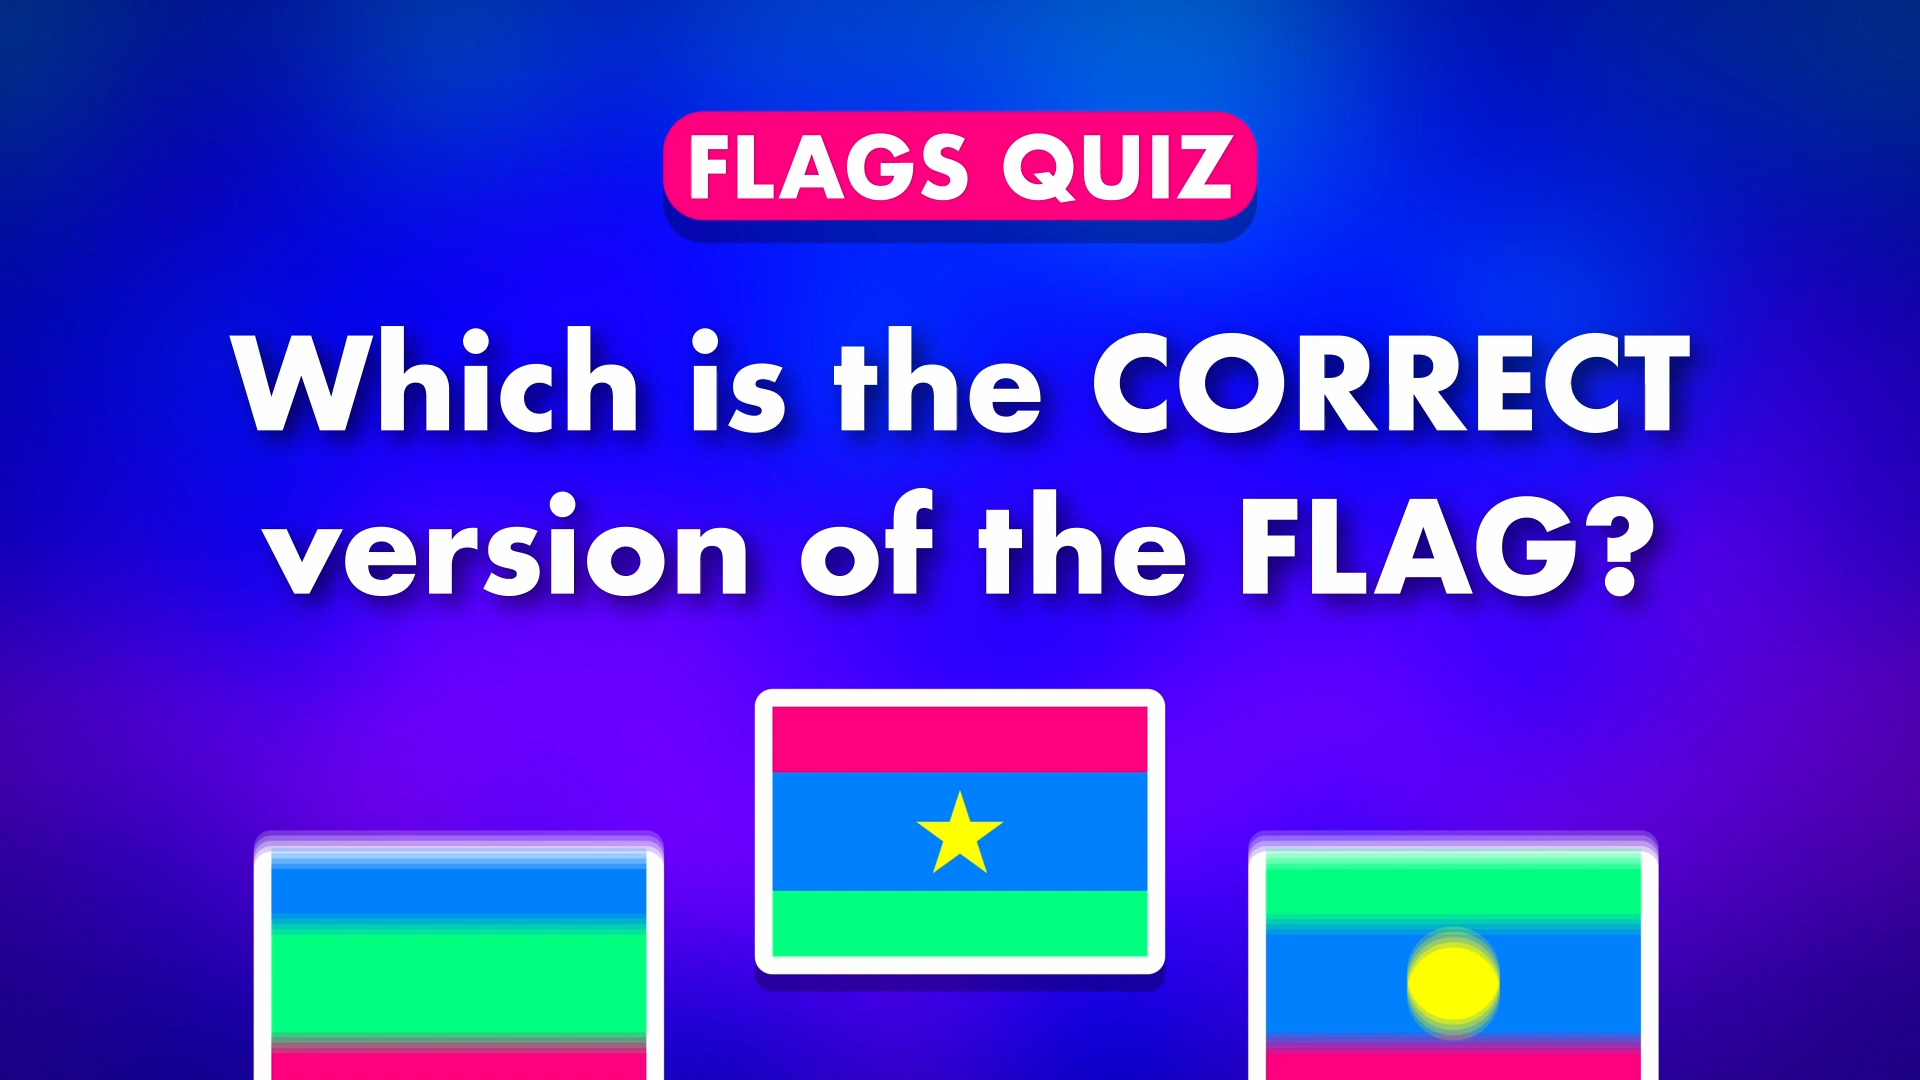 FLAGS QUIZ
Which is the CORRECT
version of the FLAG?